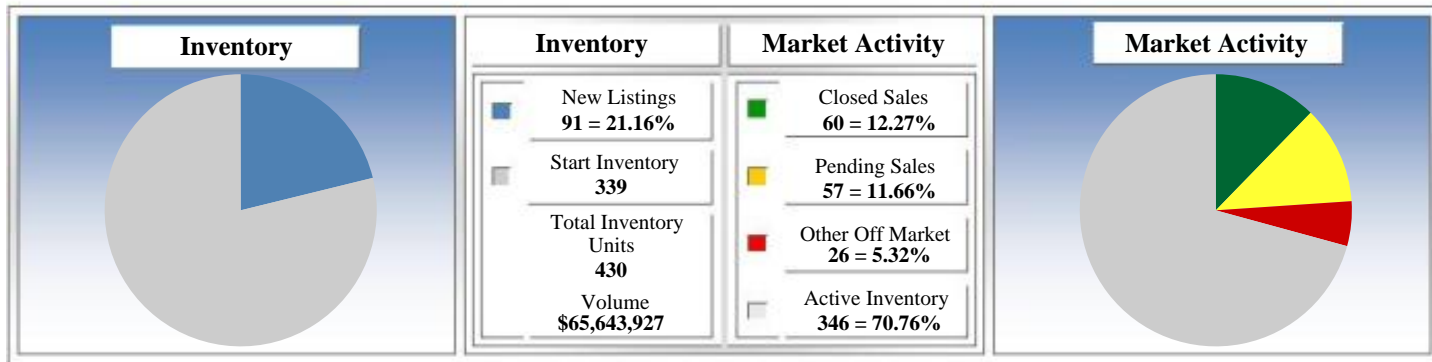 Inventory
Inventory
Market Activity
Market Activity
New Listings
91 = 21.16%
Start Inventory
339
Total Inventory
Units
430
Volume
$65,643,927
Closed Sales
60 = 12.27%
Pending Sales
57 = 11.66%
Other Off Market
26 = 5.32%
Active Inventory
346 = 70.76%